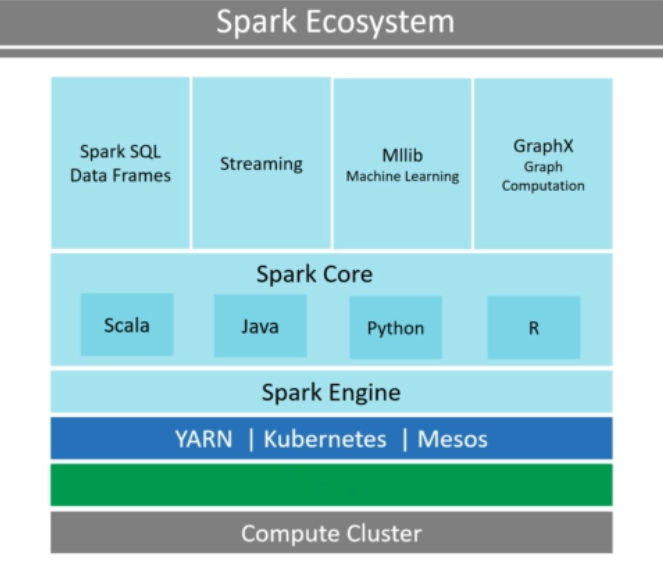 Spark Ecosystem
Spark SQL
Data Frames
Streaming
Mllib
Machine Learning
GraphX
Graph
Computation
Spark Core
Scala
Java
Python
R
Spark Engine
YARN | Kubernetes | Mesos
Compute Cluster